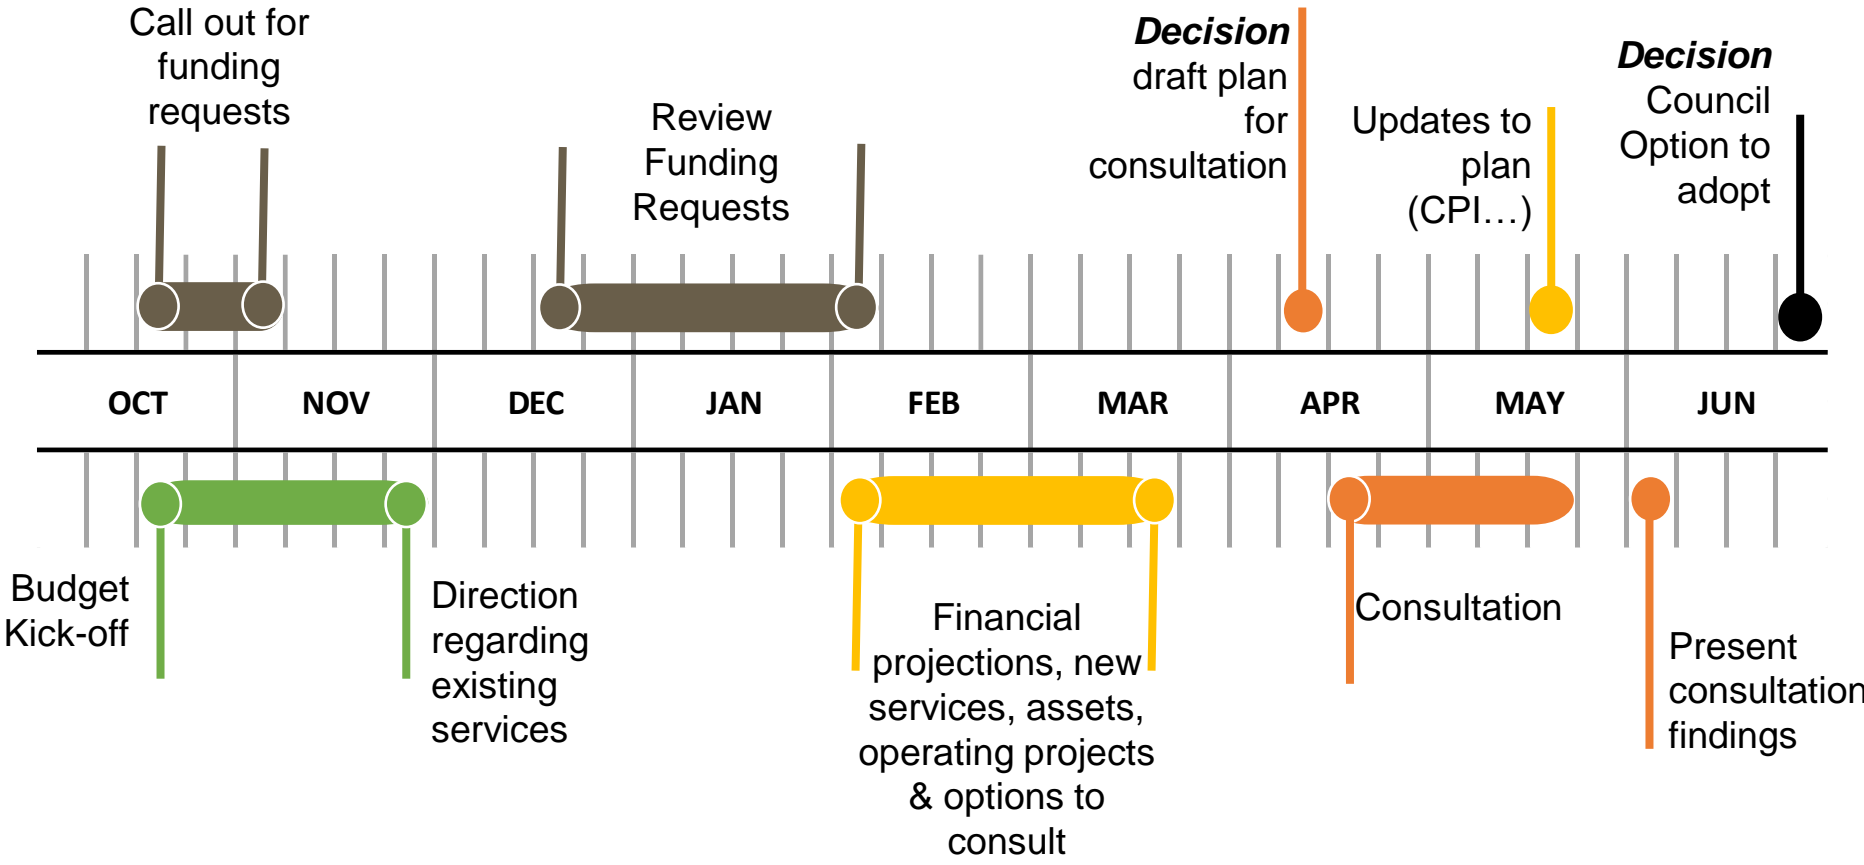 Call out for
funding
requests
Review
Funding
Requests
Decision
draft plan
for
consultation
Updates to
plan
(CPI…)
Decision
Council
Option to
adopt
OCT
NOV
DEC
JAN
FEB
MAR
APR
MAY
JUN
Budget
Kick-off
Direction
regarding
existing
services
Financial
projections, new
services, assets,
operating projects
& options to
consult
Consultation
Present
consultation
findings